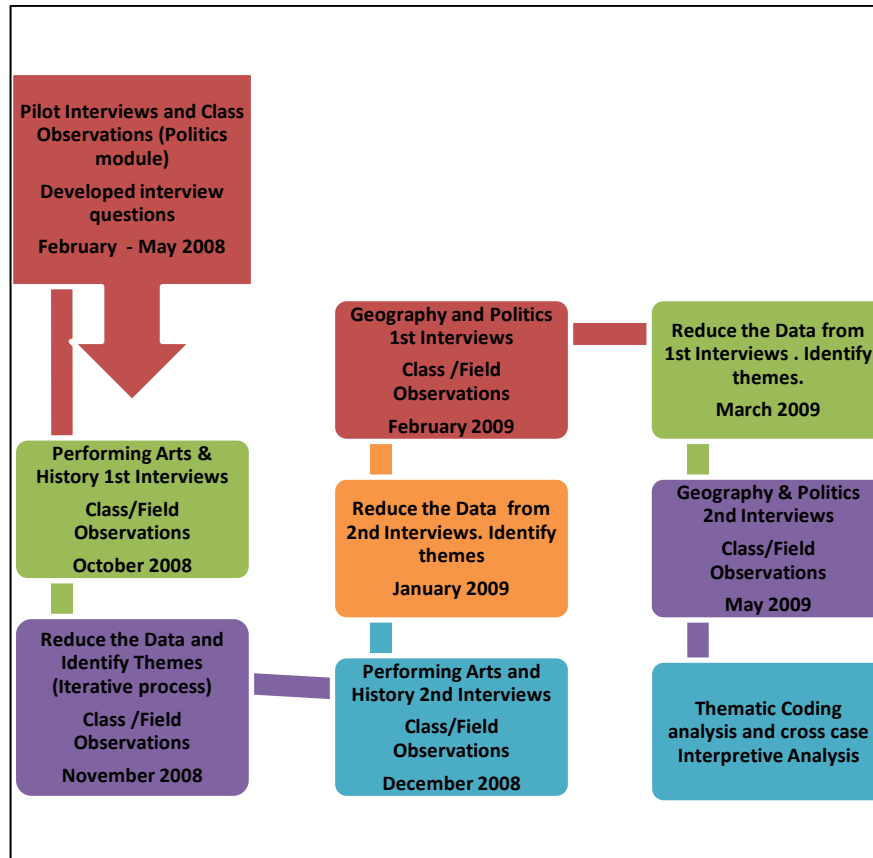 Pilot Interviews and Class
Observations (Politics
module)
Developed interview
questions
February - May 2008
Performing Arts &
History 1st Interviews
Class/Field
Observations
October 2008
Reduce the Data and
Identify Themes
(Iterative process)
Class /Field
Observations
November 2008
Performing Arts and
History 2nd Interviews
Class/Field
Observations
December 2008
Reduce the Data from
2nd Interviews. Identify
themes
January 2009
Geography and Politics
1st Interviews
Class /Field
Observations
February 2009
Reduce the Data from
1st Interviews . Identify
themes.
March 2009
Geography & Politics
2nd Interviews
Class/Field
Observations
May 2009
Thematic Coding
analysis and cross case
Interpretive Analysis